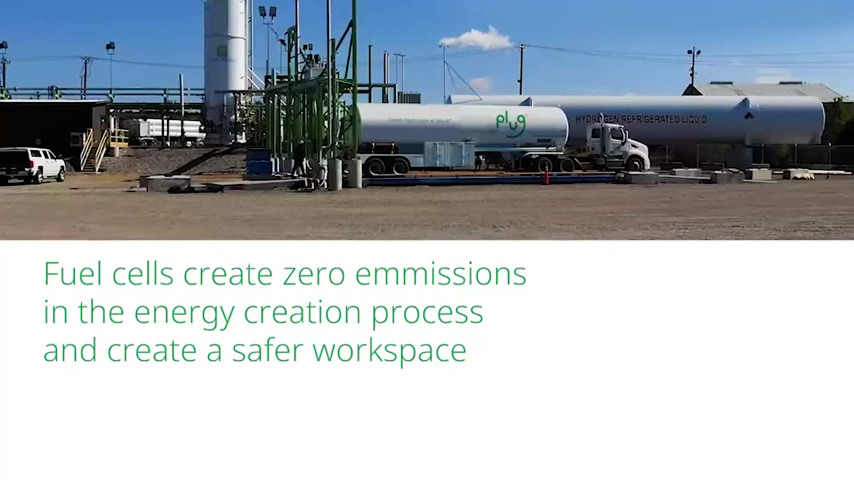 plug
HYDROGEN REFRIGERATED LIQUID
Fuel cells create zero emmissions
in the energy creation process
and create a safer workspace